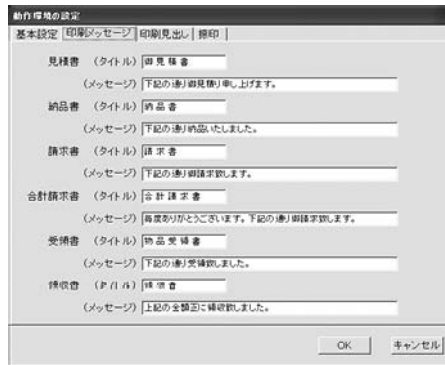 動作環境の設定
基本設定 印刷メッセージ 印刷見出し 捺印
見積書 (タイトル) 御見積書
(メッセージ)下記の通り御見積り申し上げます。
納品書 (タイトル) 納品書
(メッセージ) 下記の通り納品いたしました。
請求書 (タイトル) 請求書
(メッセージ) 下記の通り御請求致します。
合計請求書 (タイトル) 合計請求書
(メッセージ) 毎度ありがとうございます。下記の通り御請求致します。
受領書 (タイトル) 物品受領書
(メッセージ) 下記の通り受領致しました。
領収書 (タイトル) 領収書
(メッセージ) 上記の金額正に領収致しました。
OK キャンセル